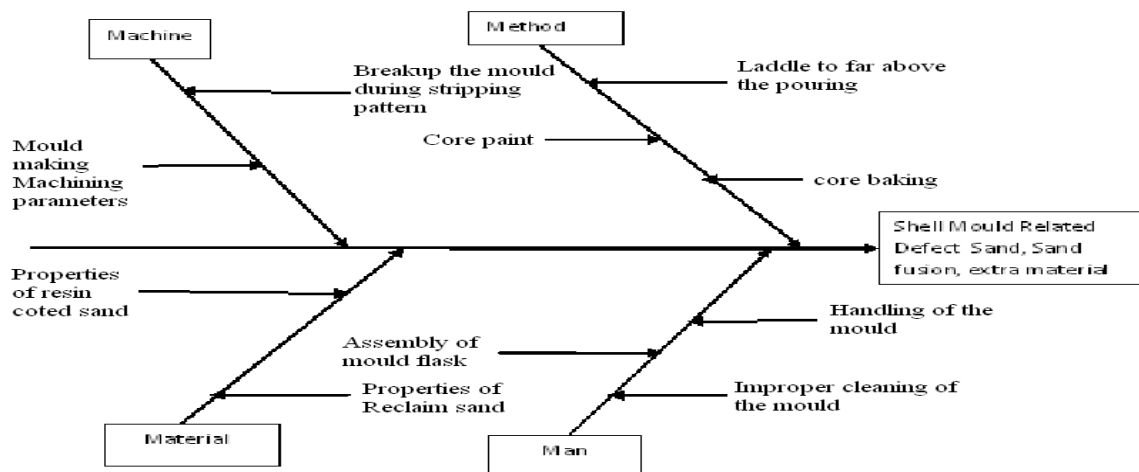 Machine
Method
Breakup the mould
during stripping
pattern
Laddle to far above
the pouring
Core paint
Mould
making
Machining
parameters
core baking
Shell Mould Related
Defect Sand, Sand
fusion, extra material
Properties
of resin
coted sand
Handling of the
mould
Assembly of
mould flask
Properties of
Reclaim sand
Improper cleaning of
the mould
Material
Man